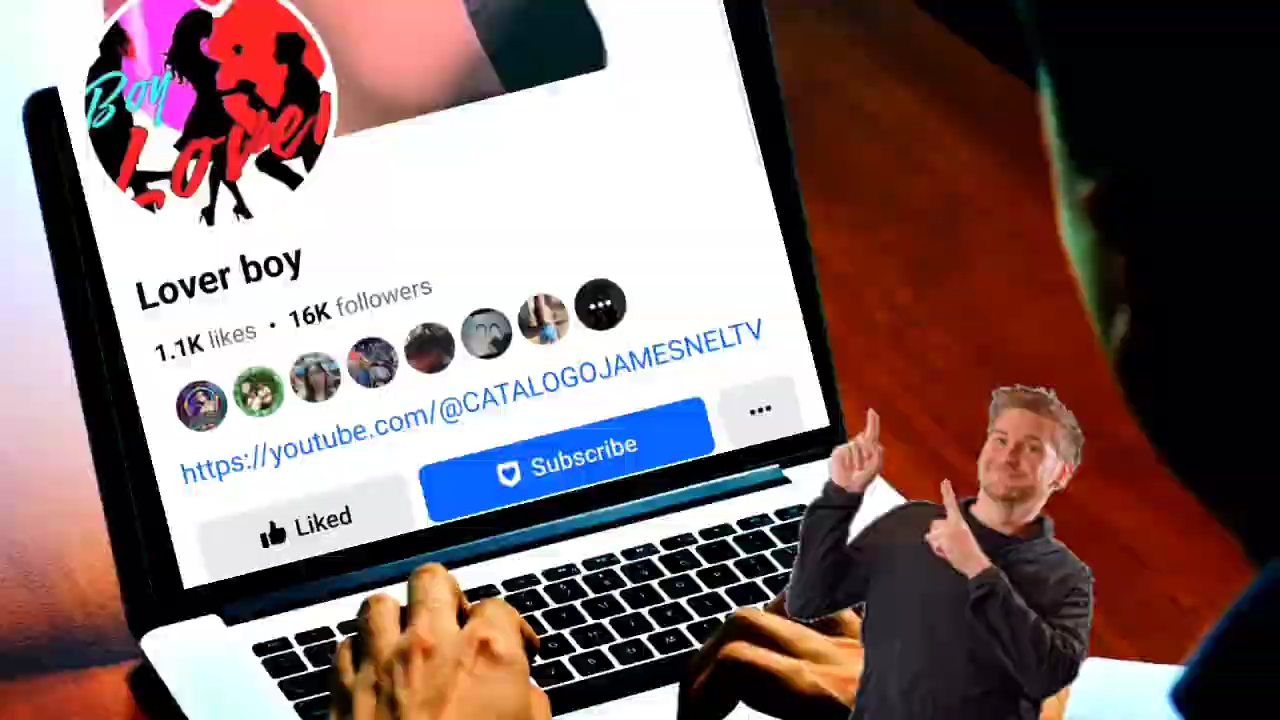 Boy
Lover
Lover boy
1.1K likes · 16K followers
https://youtube.com/@CATALOGOJAMESNELTV
Liked
Subscribe